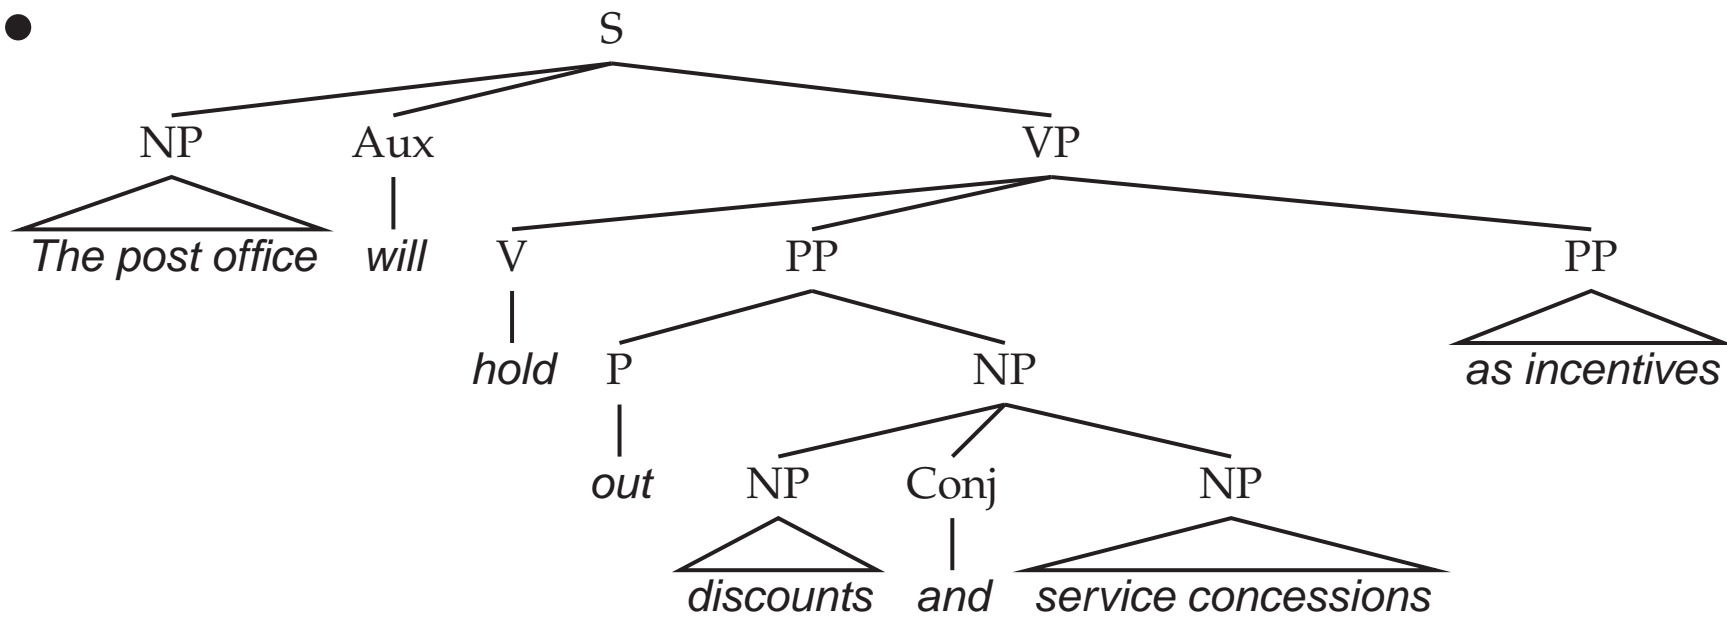 ● S
NP Aux VP
The post office will V PP PP
hold P NP as incentives
out NP Conj NP
discounts and service concessions